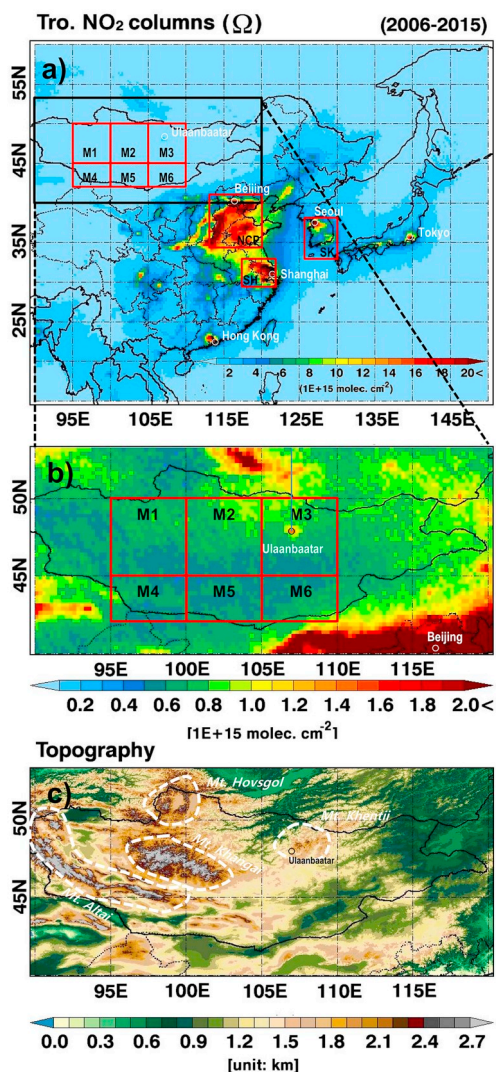 Tro. NO₂ columns (Ω) (2006-2015)
a)
55N
45N
35N
25N
Ulaanbaatar
M1 M2 M3
M4 M5 M6
Beijing
Seoul
NCP
SK
Tokyo
Shanghai
SH
Hong Kong
2 4 6 8 10 12 14 16 18 20<
(1E+15 molec. cm⁻²)
95E 105E 115E 125E 135E 145E
b)
50N
45N
M1 M2 M3
Ulaanbaatar
M4 M5 M6
Beijing
95E 100E 105E 110E 115E
0.2 0.4 0.6 0.8 1.0 1.2 1.4 1.6 1.8 2.0<
[1E+15 molec. cm⁻²]
Topography
c)
50N
45N
Mt. Hovsgol
Mt. Khentji
Mt. Khangai
Ulaanbaatar
Mt. Altai
95E 100E 105E 110E 115E
0.0 0.3 0.6 0.9 1.2 1.5 1.8 2.1 2.4 2.7
[unit: km]